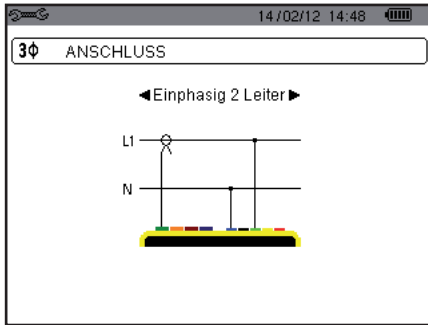 14/02/12 14:48
3ϕ ANSCHLUSS
◄Einphasig 2 Leiter►
L1
N